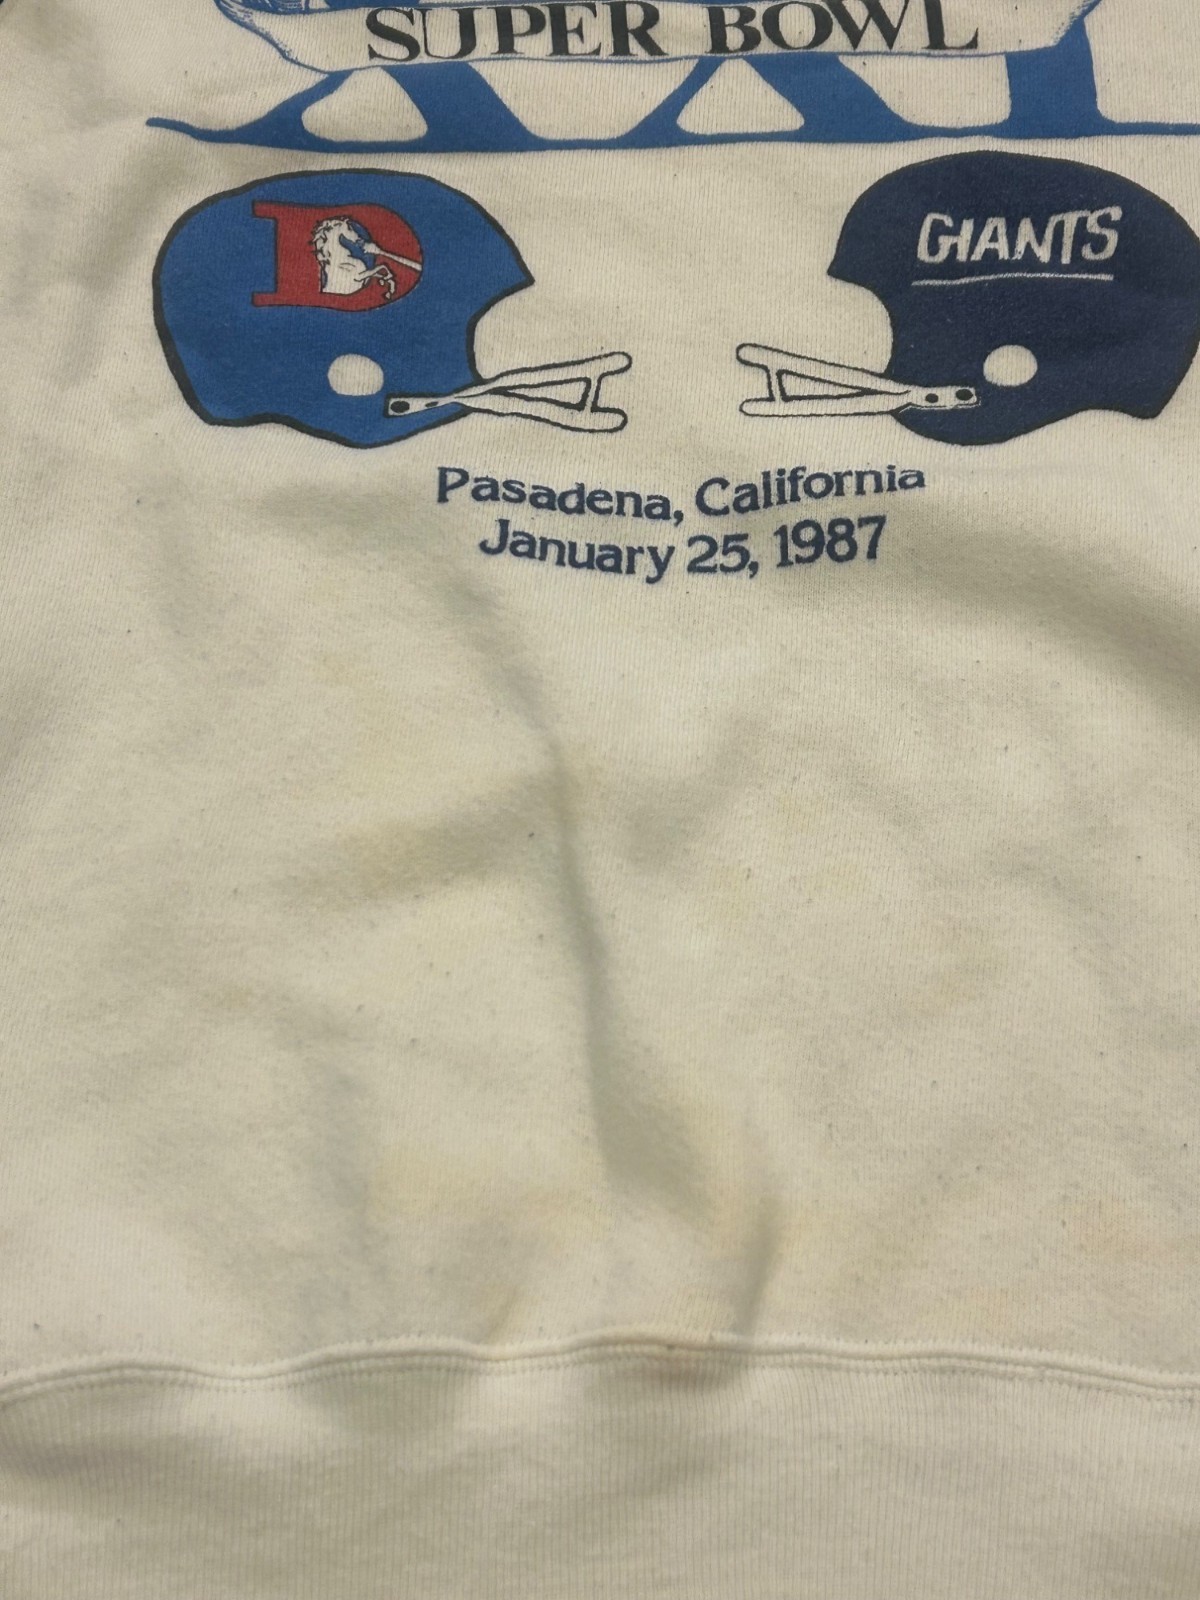 SUPER BOWL
XXI
D
GIANTS
Pasadena, California
January 25, 1987